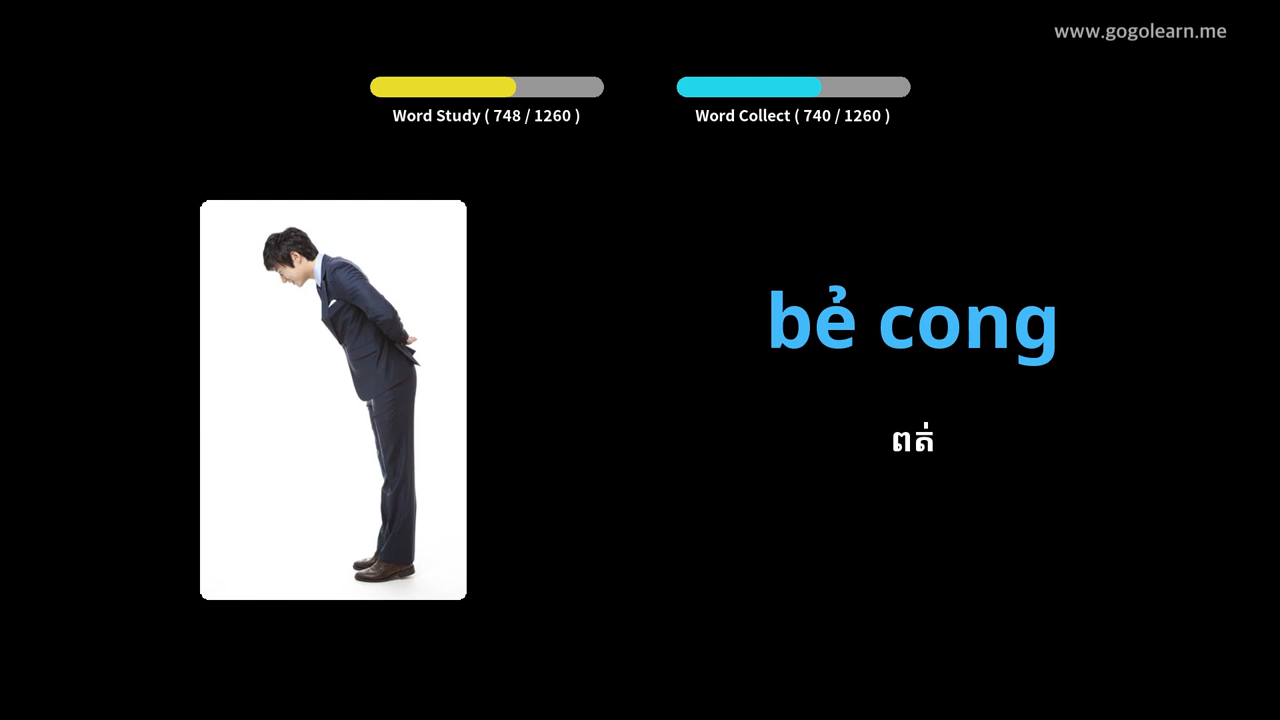 www.gogolearn.me
Word Study ( 748 / 1260 )
Word Collect ( 740 / 1260 )
bẻ cong
ពត់